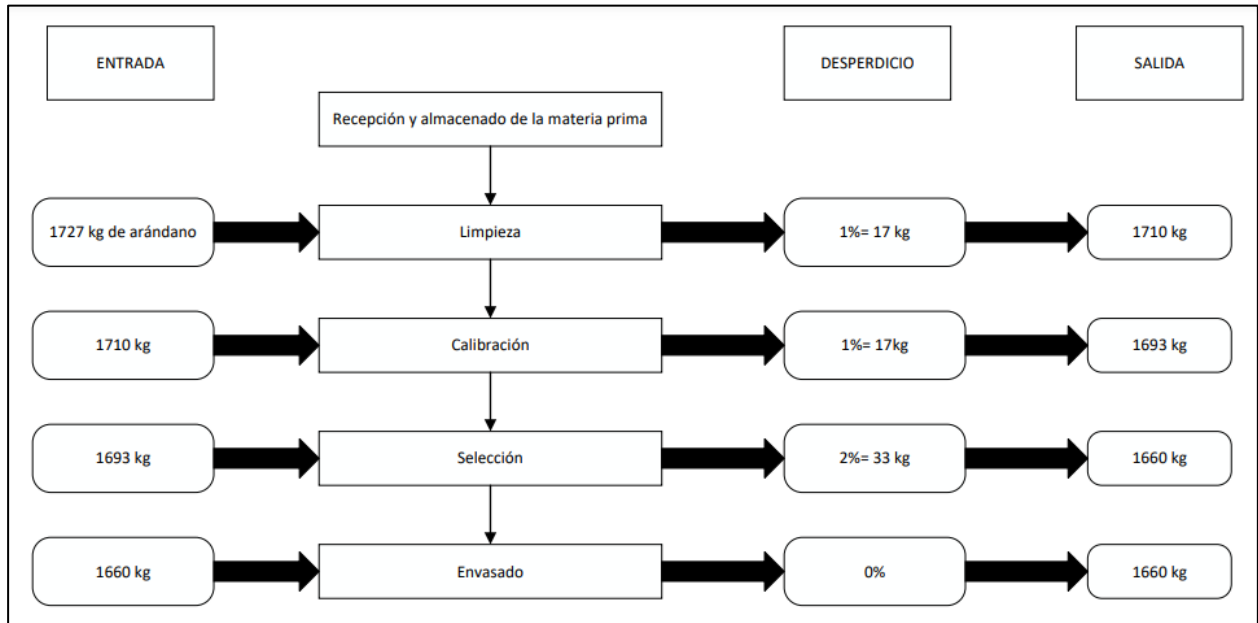 ENTRADA
DESPERDICIO
SALIDA
Recepción y almacenado de la materia prima
1727 kg de arándano
Limpieza
1%= 17 kg
1710 kg
1710 kg
Calibración
1%= 17kg
1693 kg
1693 kg
Selección
2%= 33 kg
1660 kg
1660 kg
Envasado
0%
1660 kg